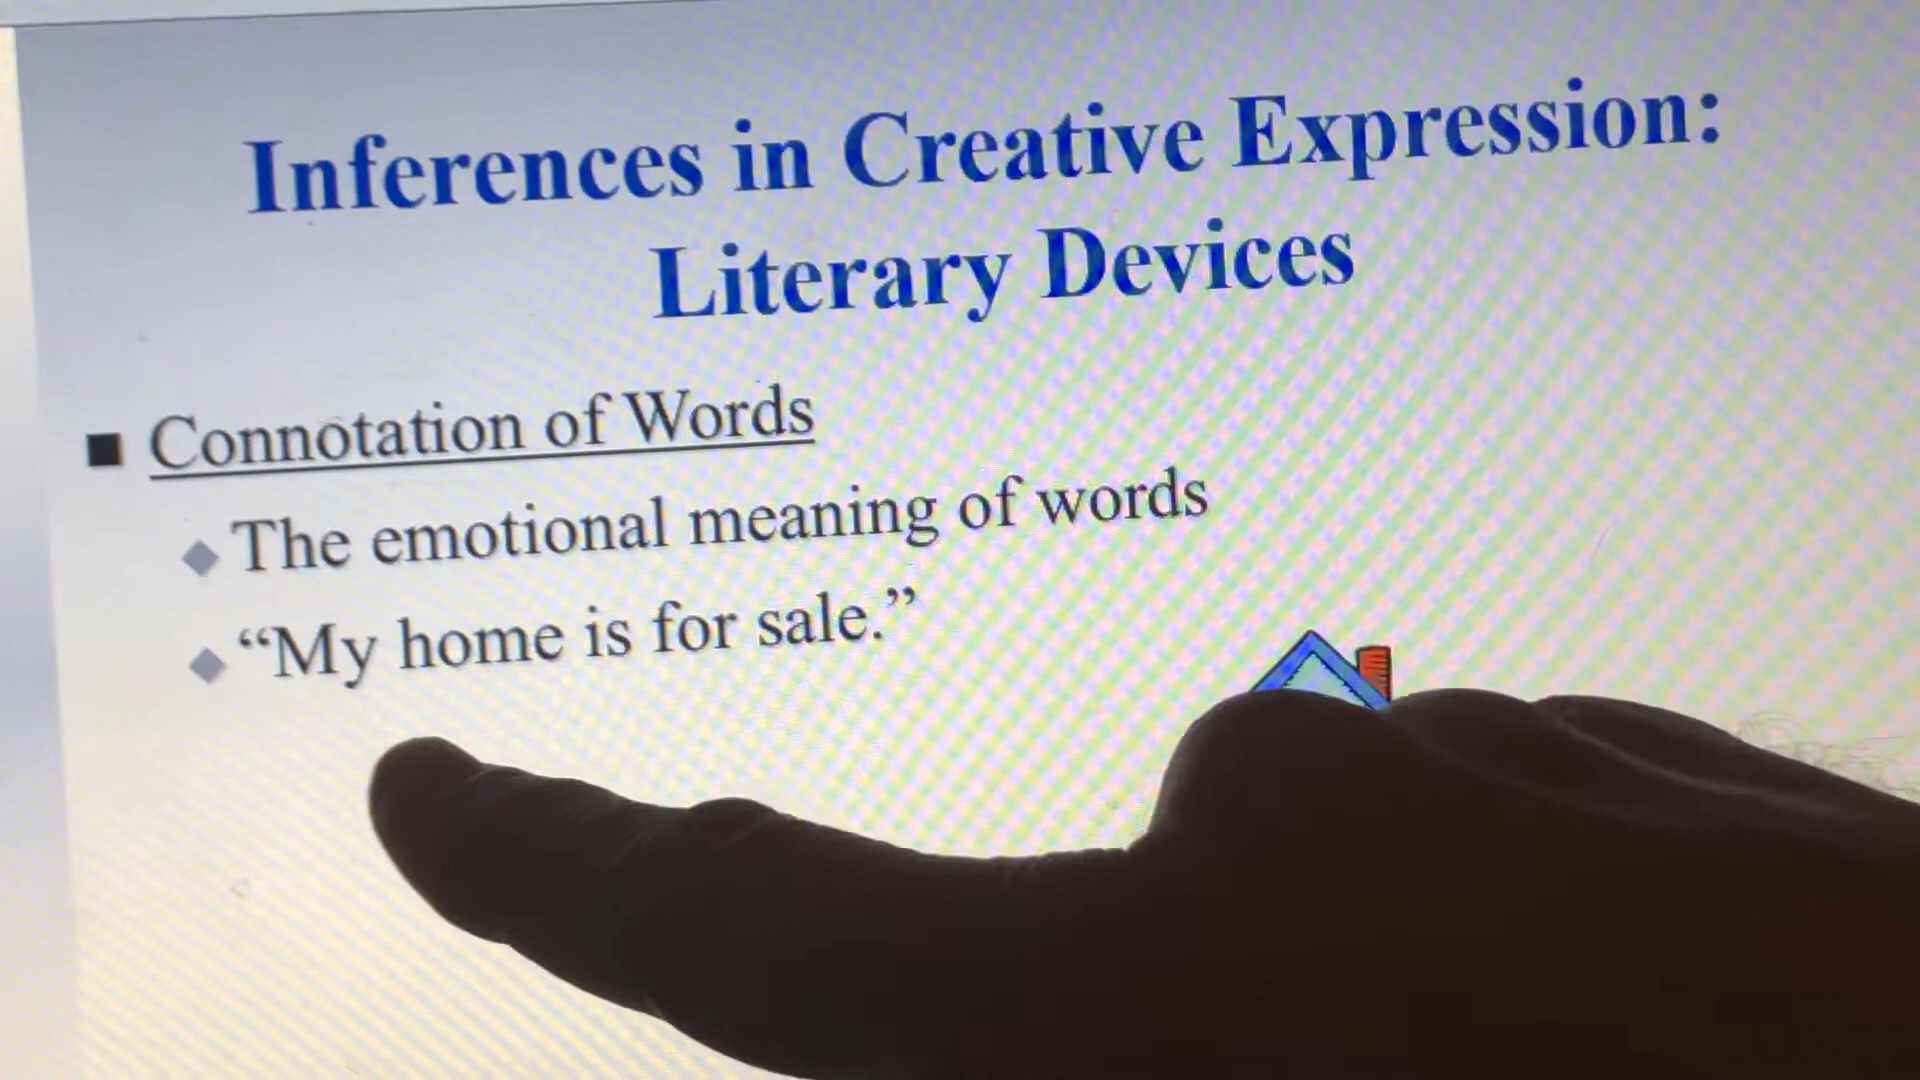 Inferences in Creative Expression:
Literary Devices
Connotation of Words
The emotional meaning of words
“My home is for sale.”